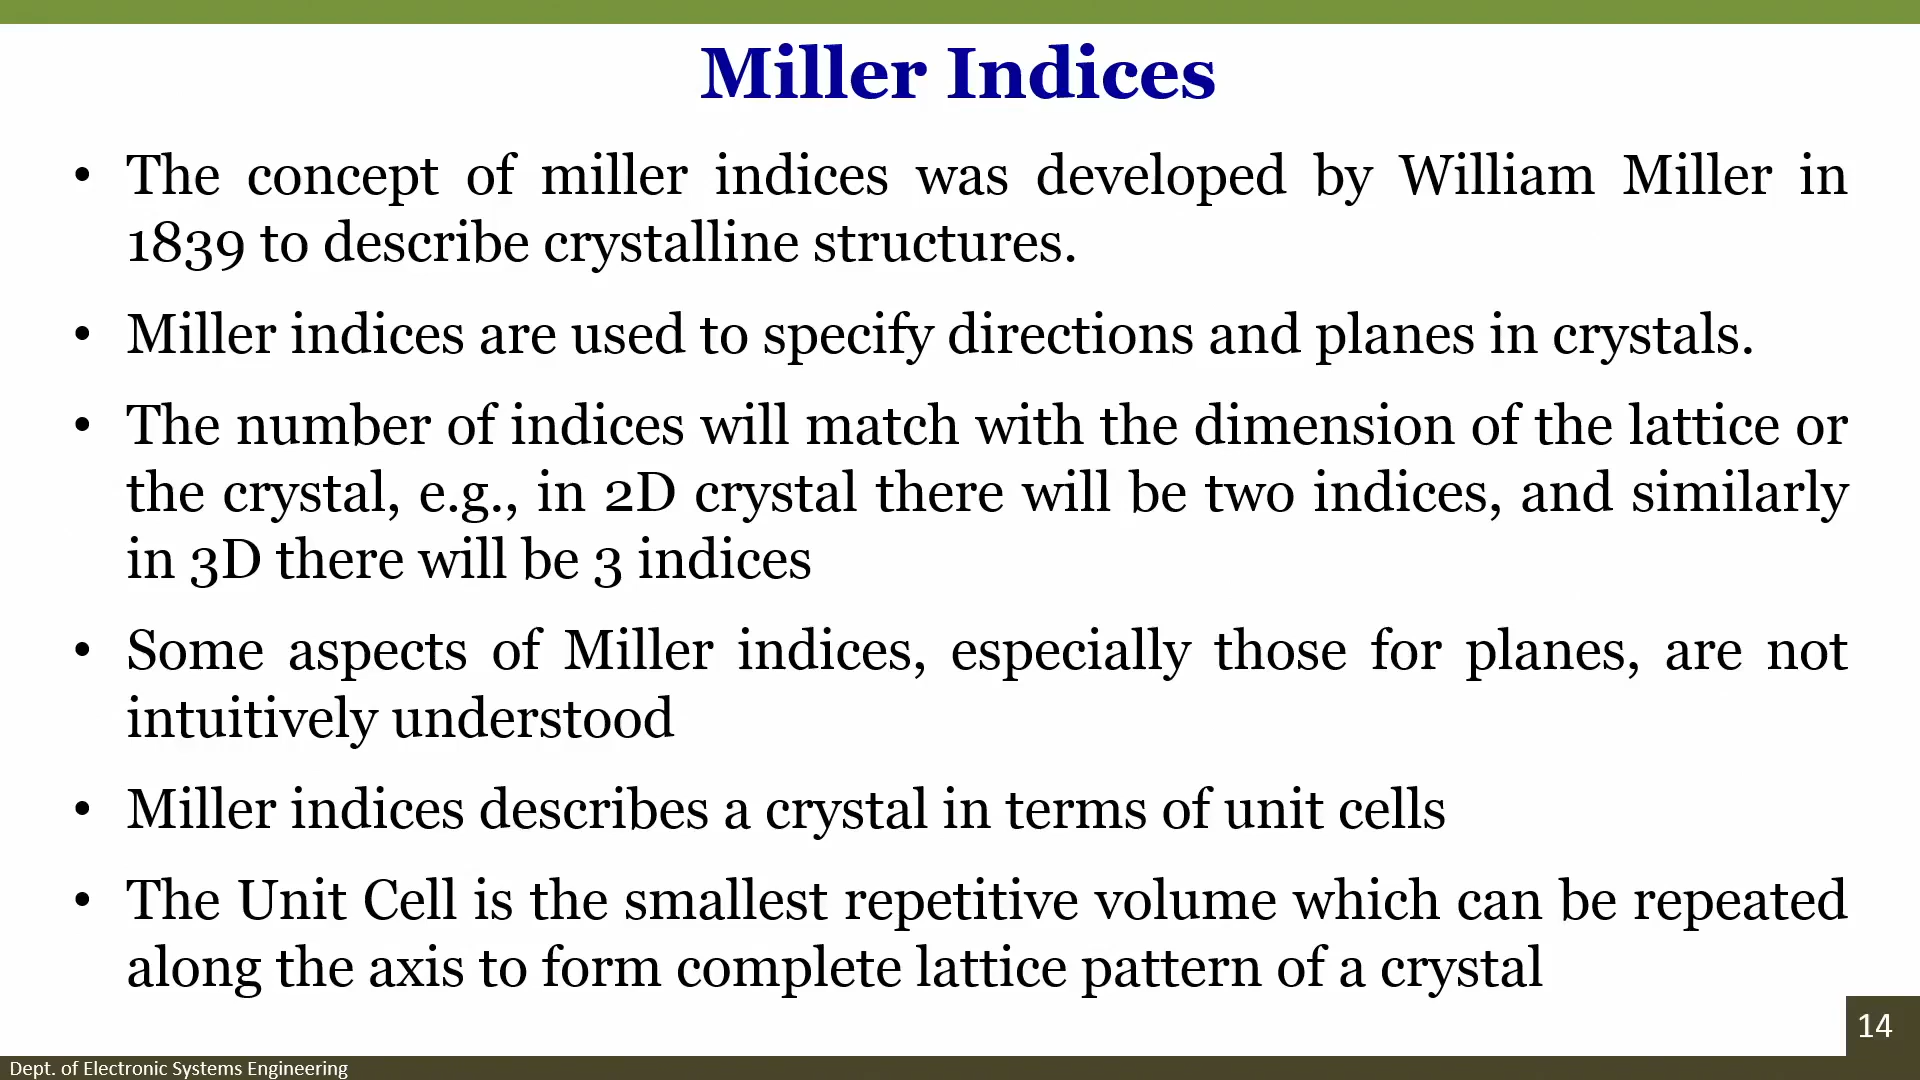 Miller Indices
• The concept of miller indices was developed by William Miller in
1839 to describe crystalline structures.
• Miller indices are used to specify directions and planes in crystals.
• The number of indices will match with the dimension of the lattice or
the crystal, e.g., in 2D crystal there will be two indices, and similarly
in 3D there will be 3 indices
• Some aspects of Miller indices, especially those for planes, are not
intuitively understood
• Miller indices describes a crystal in terms of unit cells
• The Unit Cell is the smallest repetitive volume which can be repeated
along the axis to form complete lattice pattern of a crystal
14
Dept. of Electronic Systems Engineering